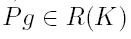 Pg ∈ R(K)